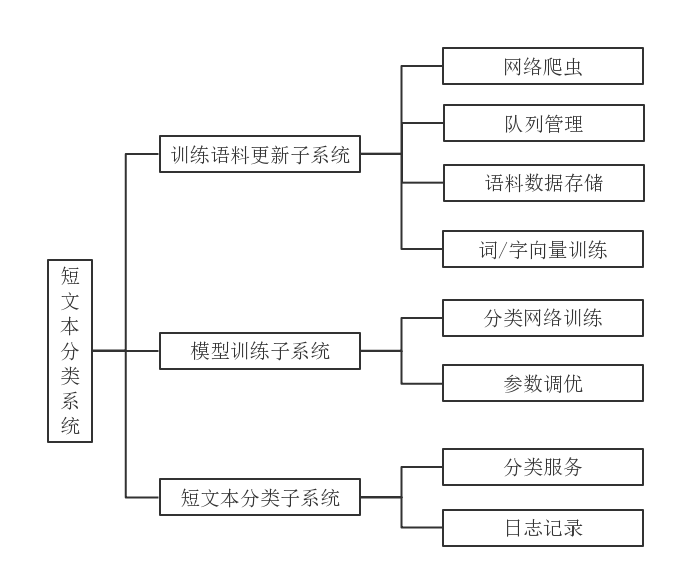 短文本分类系统
训练语料更新子系统
网络爬虫
队列管理
语料数据存储
词/字向量训练
模型训练子系统
分类网络训练
参数调优
短文本分类子系统
分类服务
日志记录